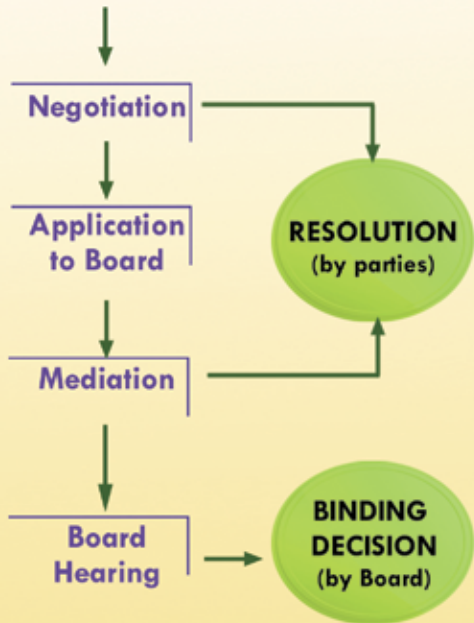 Negotiation
Application
to Board
RESOLUTION
(by parties)
Mediation
Board
Hearing
BINDING
DECISION
(by Board)